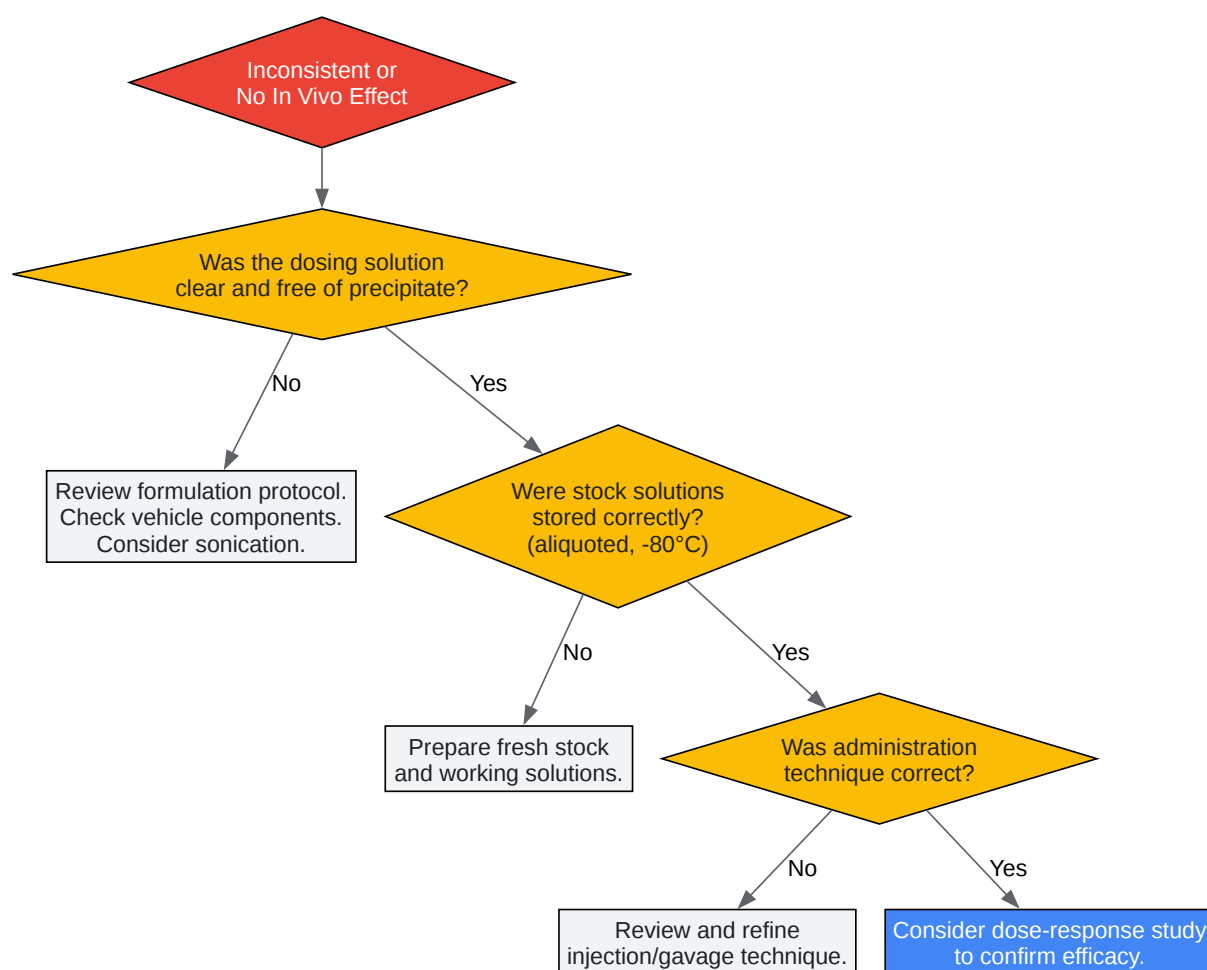 Inconsistent or
No In Vivo Effect
Was the dosing solution
clear and free of precipitate?
No
Yes
Review formulation protocol.
Check vehicle components.
Consider sonication.
Were stock solutions
stored correctly?
(aliquoted, -80°C)
No
Yes
Prepare fresh stock
and working solutions.
Was administration
technique correct?
No
Yes
Review and refine
injection/gavage technique.
Consider dose-response study
to confirm efficacy.